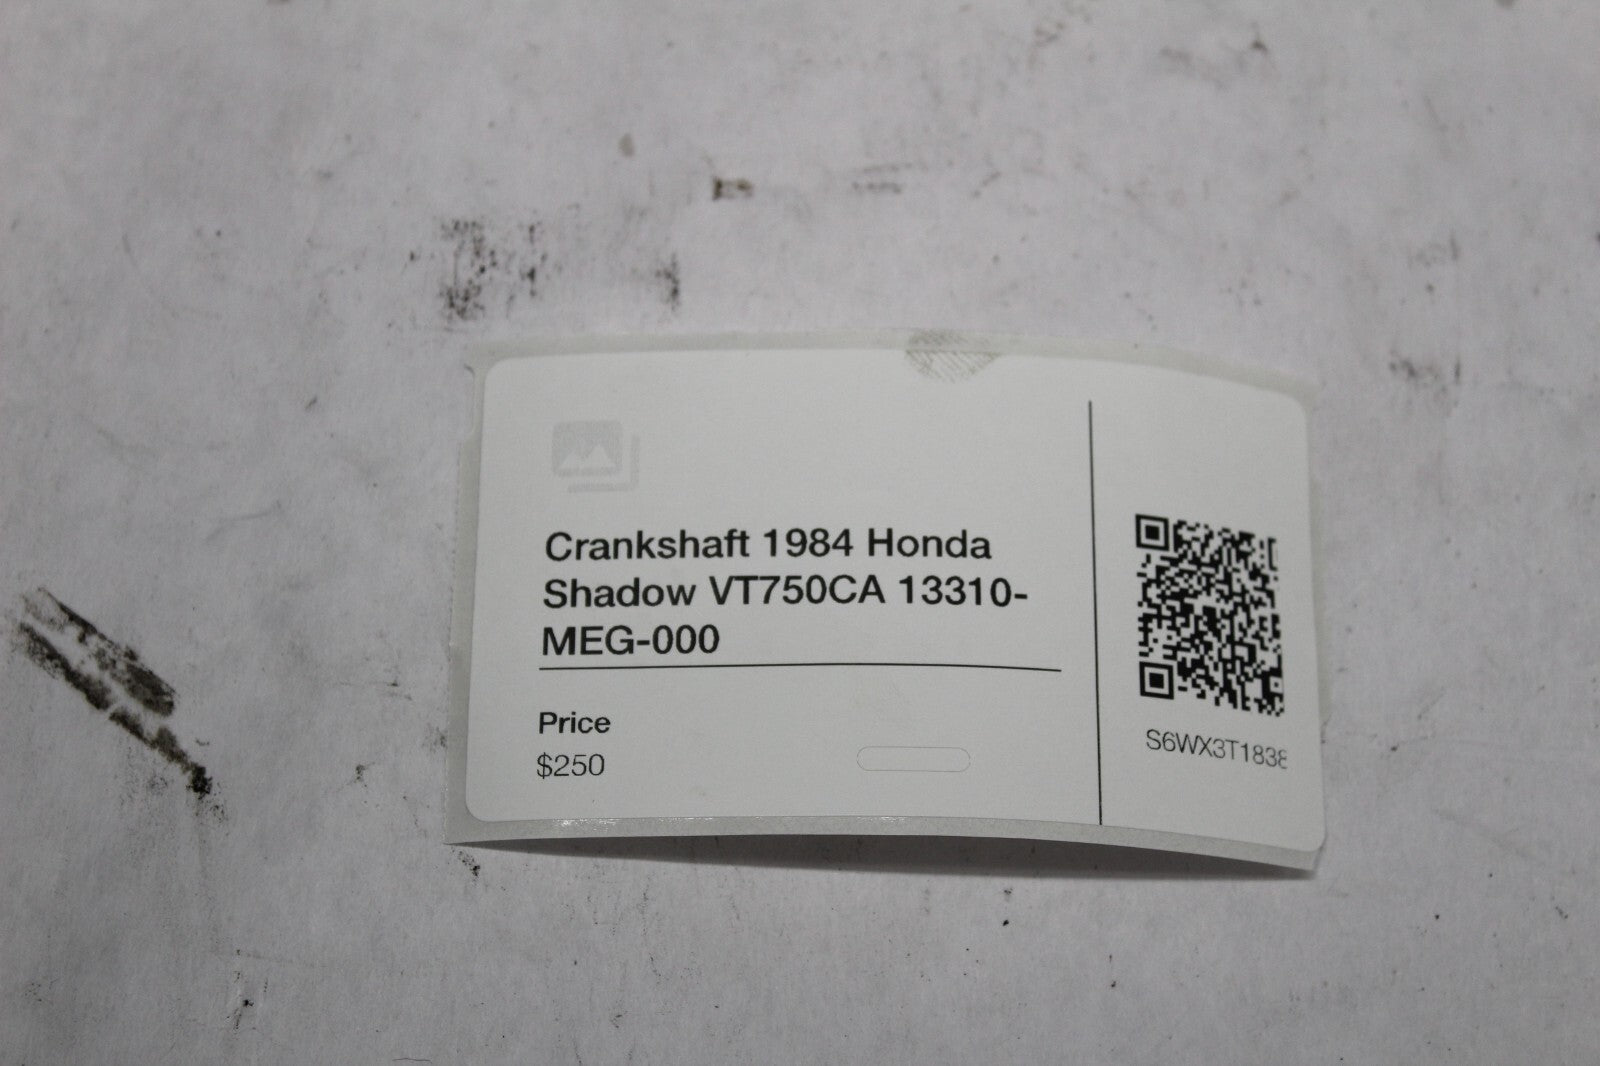 Crankshaft 1984 Honda
Shadow VT750CA 13310-
MEG-000
Price
$250
S6WX3T1838